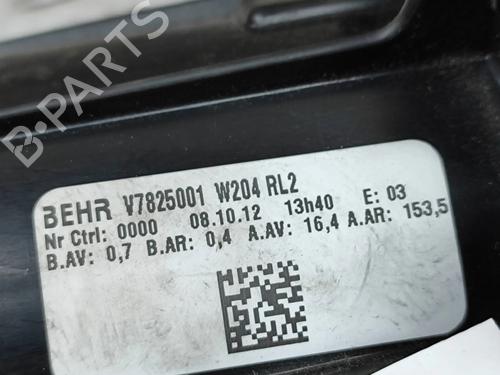 BEHR V7825001 W204 RL2
Nr Ctrl: 0000 08.10.12 13h40 E: 03
B.AV: 0,7 B.AR: 0,4 A.AV: 16,4 A.AR: 153,5
B-PARTS